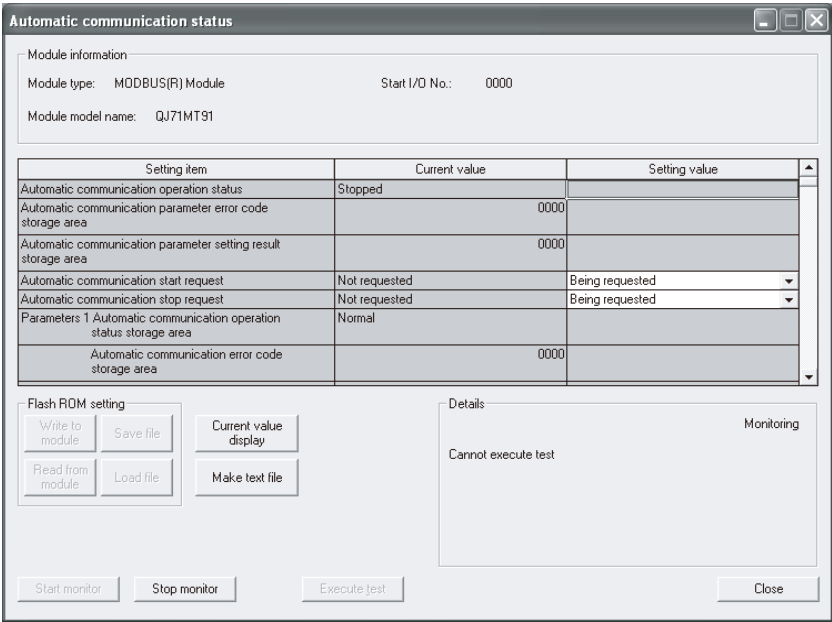 Automatic communication status
Module information
Module type: MODBUS(R) Module Start I/O No.: 0000
Module model name: QJ71MT91
Setting item Current value Setting value
Automatic communication operation status Stopped
Automatic communication parameter error code 0000
storage area
Automatic communication parameter setting result 0000
storage area
Automatic communication start request Not requested Being requested
Automatic communication stop request Not requested Being requested
Parameters 1 Automatic communication operation Normal
status storage area
Automatic communication error code 0000
storage area
Flash ROM setting
Write to
module
Save file
Read from
module
Load file
Current value
display
Make text file
Details
Monitoring
Cannot execute test
Start monitor Stop monitor Execute test Close